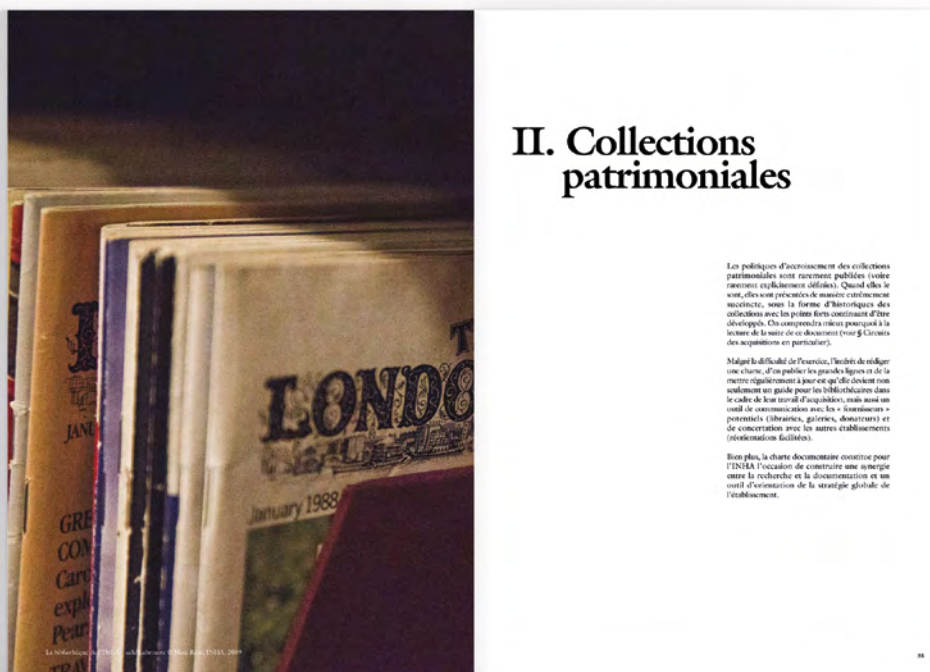 JANU
GRE
COM
Caro
explo
Pear
TRAV
T
LONDO
January 1988
II. Collections
patrimoniales
Les politiques d'accroissement des collections
patrimoniales sont rarement publiées (voire
rarement explicitement définies). Quand elles le
sont, elles sont présentées de manière extrêmement
succincte, sous la forme d'historiques des
collections avec les points forts continuant d'être
développés. On comprendra mieux pourquoi à la
lecture de la suite de ce document (voir § Circuits
des acquisitions en particulier).
Malgré la difficulté de l'exercice, l'intérêt de rédiger
une charte, d'en publier les grandes lignes et de la
mettre régulièrement à jour est qu'elle devient non
seulement un guide pour les bibliothécaires dans
le cadre de leur travail d'acquisition, mais aussi un
outil de communication avec les « fournisseurs »
potentiels (librairies, galeries, donateurs) et
de concertation avec les autres établissements
(réorientations facilitées).
Bien plus, la charte documentaire constitue pour
l'INHA l'occasion de construire une synergie
entre la recherche et la documentation et un
outil d'orientation de la stratégie globale de
l'établissement.